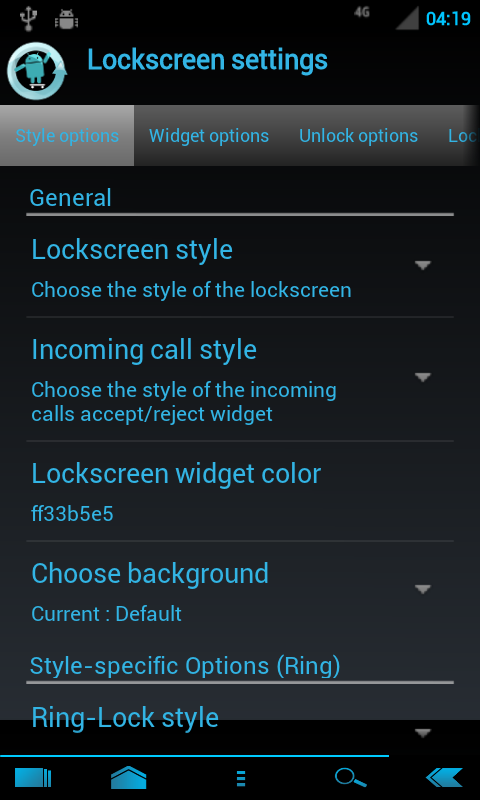 4G
04:19
Lockscreen settings
Style options
Widget options
Unlock options
Loc
General
Lockscreen style
Choose the style of the lockscreen
Incoming call style
Choose the style of the incoming
calls accept/reject widget
Lockscreen widget color
ff33b5e5
Choose background
Current : Default
Style-specific Options (Ring)
Ring-Lock style